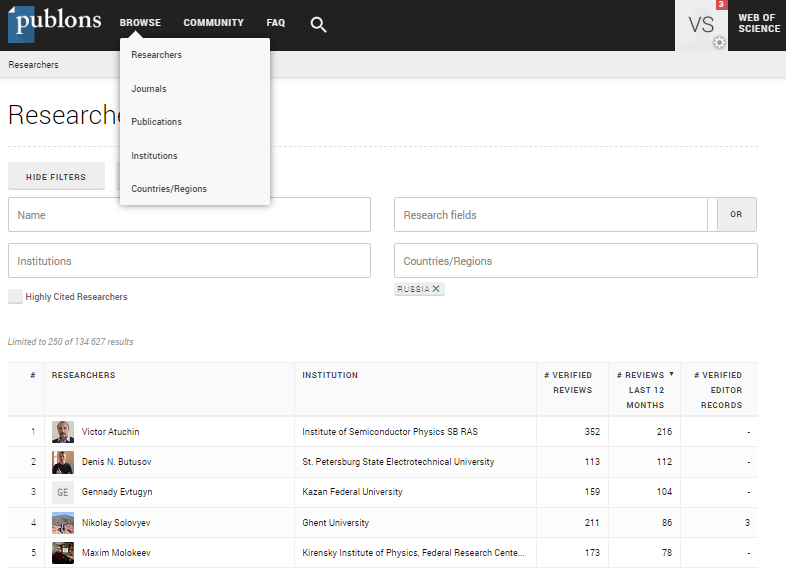 publons
BROWSE COMMUNITY FAQ
VS
3
WEB OF
SCIENCE
Researchers
Researchers
Journals
Publications
Institutions
Countries/Regions
Researche
HIDE FILTERS
Name
Research fields
OR
Institutions
Countries/Regions
RUSSIA
Highly Cited Researchers
Limited to 250 of 134 627 results
# RESEARCHERS INSTITUTION # VERIFIED REVIEWS # REVIEWS LAST 12 MONTHS # VERIFIED EDITOR RECORDS
1 Victor Atuchin Institute of Semiconductor Physics SB RAS 352 216 -
2 Denis N. Butusov St. Petersburg State Electrotechnical University 113 112 -
3 GE Gennady Evtugyn Kazan Federal University 159 104 -
4 Nikolay Solovyev Ghent University 211 86 3
5 Maxim Molokeev Kirensky Institute of Physics, Federal Research Cente... 173 78 -